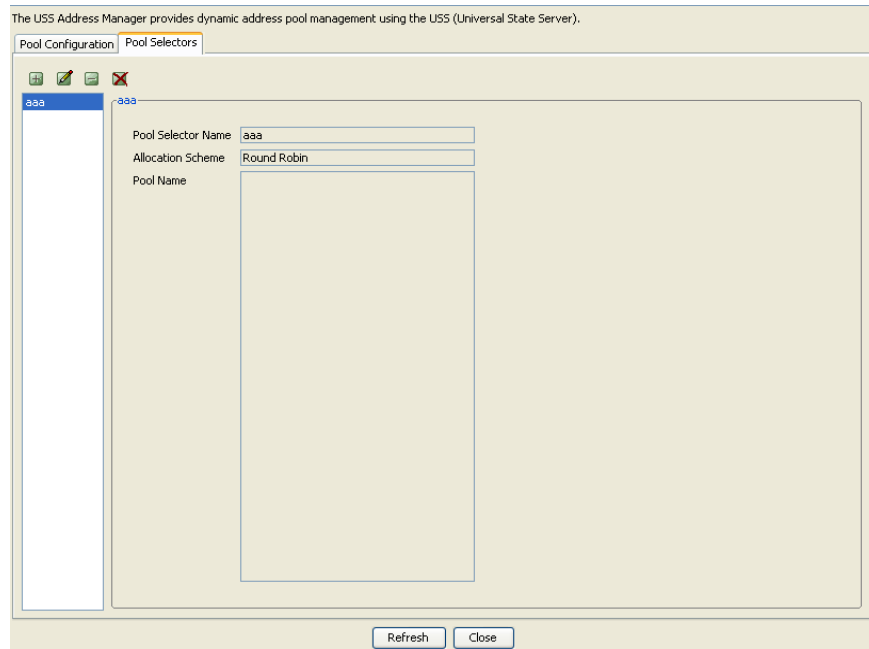 The USS Address Manager provides dynamic address pool management using the USS (Universal State Server).
Pool Configuration Pool Selectors
aaa
aaa
Pool Selector Name aaa
Allocation Scheme Round Robin
Pool Name
Refresh Close